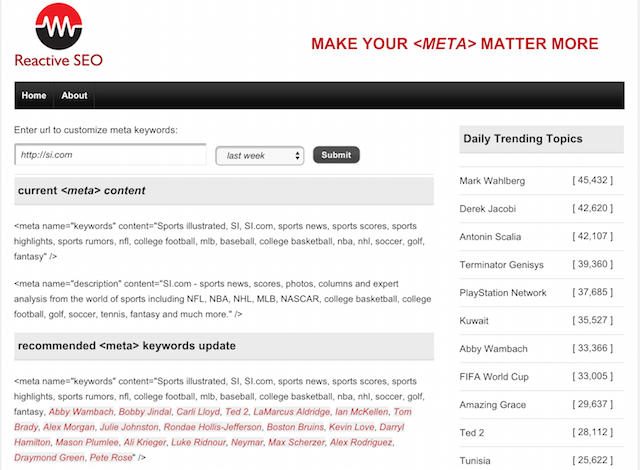 Reactive SEO
MAKE YOUR <META> MATTER MORE
Home About
Enter url to customize meta keywords:
http://si.com last week Submit
current <meta> content
<meta name="keywords" content="Sports illustrated, SI, SI.com, sports news, sports scores, sports
highlights, sports rumors, nfl, college football, mlb, baseball, college basketball, nba, nhl, soccer, golf,
fantasy" />
<meta name="description" content="SI.com - sports news, scores, photos, columns and expert
analysis from the world of sports including NFL, NBA, NHL, MLB, NASCAR, college basketball, college
football, golf, soccer, tennis, fantasy and much more." />
recommended <meta> keywords update
<meta name="keywords" content="Sports illustrated, SI, SI.com, sports news, sports scores, sports
highlights, sports rumors, nfl, college football, mlb, baseball, college basketball, nba, nhl, soccer, golf,
fantasy, Abby Wambach, Bobby Jindal, Carli Lloyd, Ted 2, LaMarcus Aldridge, Ian McKellen, Tom
Brady, Alex Morgan, Julie Johnston, Rondae Hollis-Jefferson, Boston Bruins, Kevin Love, Darryl
Hamilton, Mason Plumlee, Ali Krieger, Luke Ridnour, Neymar, Max Scherzer, Alex Rodriguez,
Draymond Green, Pete Rose" />
Daily Trending Topics
Mark Wahlberg [ 45,432 ]
Derek Jacobi [ 42,620 ]
Antonin Scalia [ 42,107 ]
Terminator Genisys [ 39,360 ]
PlayStation Network [ 37,685 ]
Kuwait [ 35,527 ]
Abby Wambach [ 33,366 ]
FIFA World Cup [ 33,005 ]
Amazing Grace [ 29,637 ]
Ted 2 [ 28,112 ]
Tunisia [ 25,622 ]